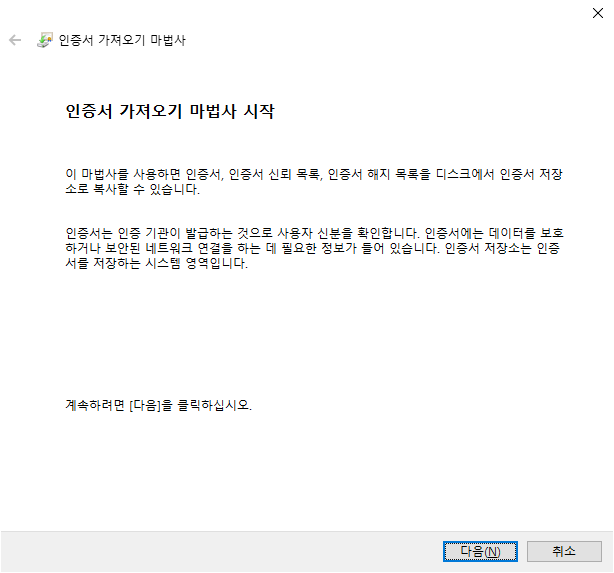 인증서 가져오기 마법사
인증서 가져오기 마법사 시작
이 마법사를 사용하면 인증서, 인증서 신뢰 목록, 인증서 해지 목록을 디스크에서 인증서 저장
소로 복사할 수 있습니다.
인증서는 인증 기관이 발급하는 것으로 사용자 신분을 확인합니다. 인증서에는 데이터를 보호
하거나 보안된 네트워크 연결을 하는 데 필요한 정보가 들어 있습니다. 인증서 저장소는 인증
서를 저장하는 시스템 영역입니다.
계속하려면 [다음]을 클릭하십시오.
다음(N) 취소